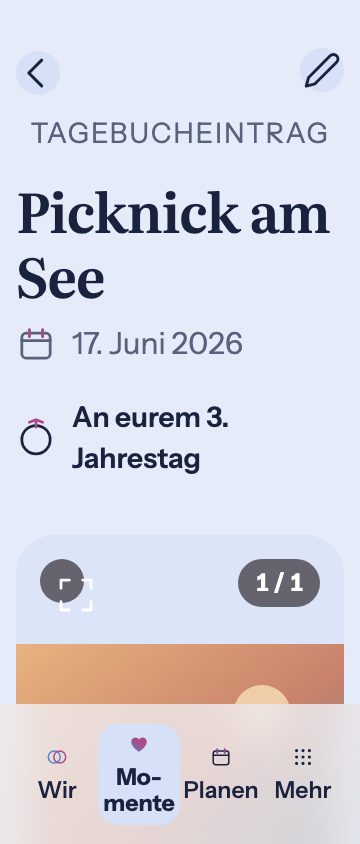 TAGEBUCHEINTRAG
Picknick am
See
17. Juni 2026
An eurem 3.
Jahrestag
1 / 1
Wir
Mo-
mente
Planen
Mehr